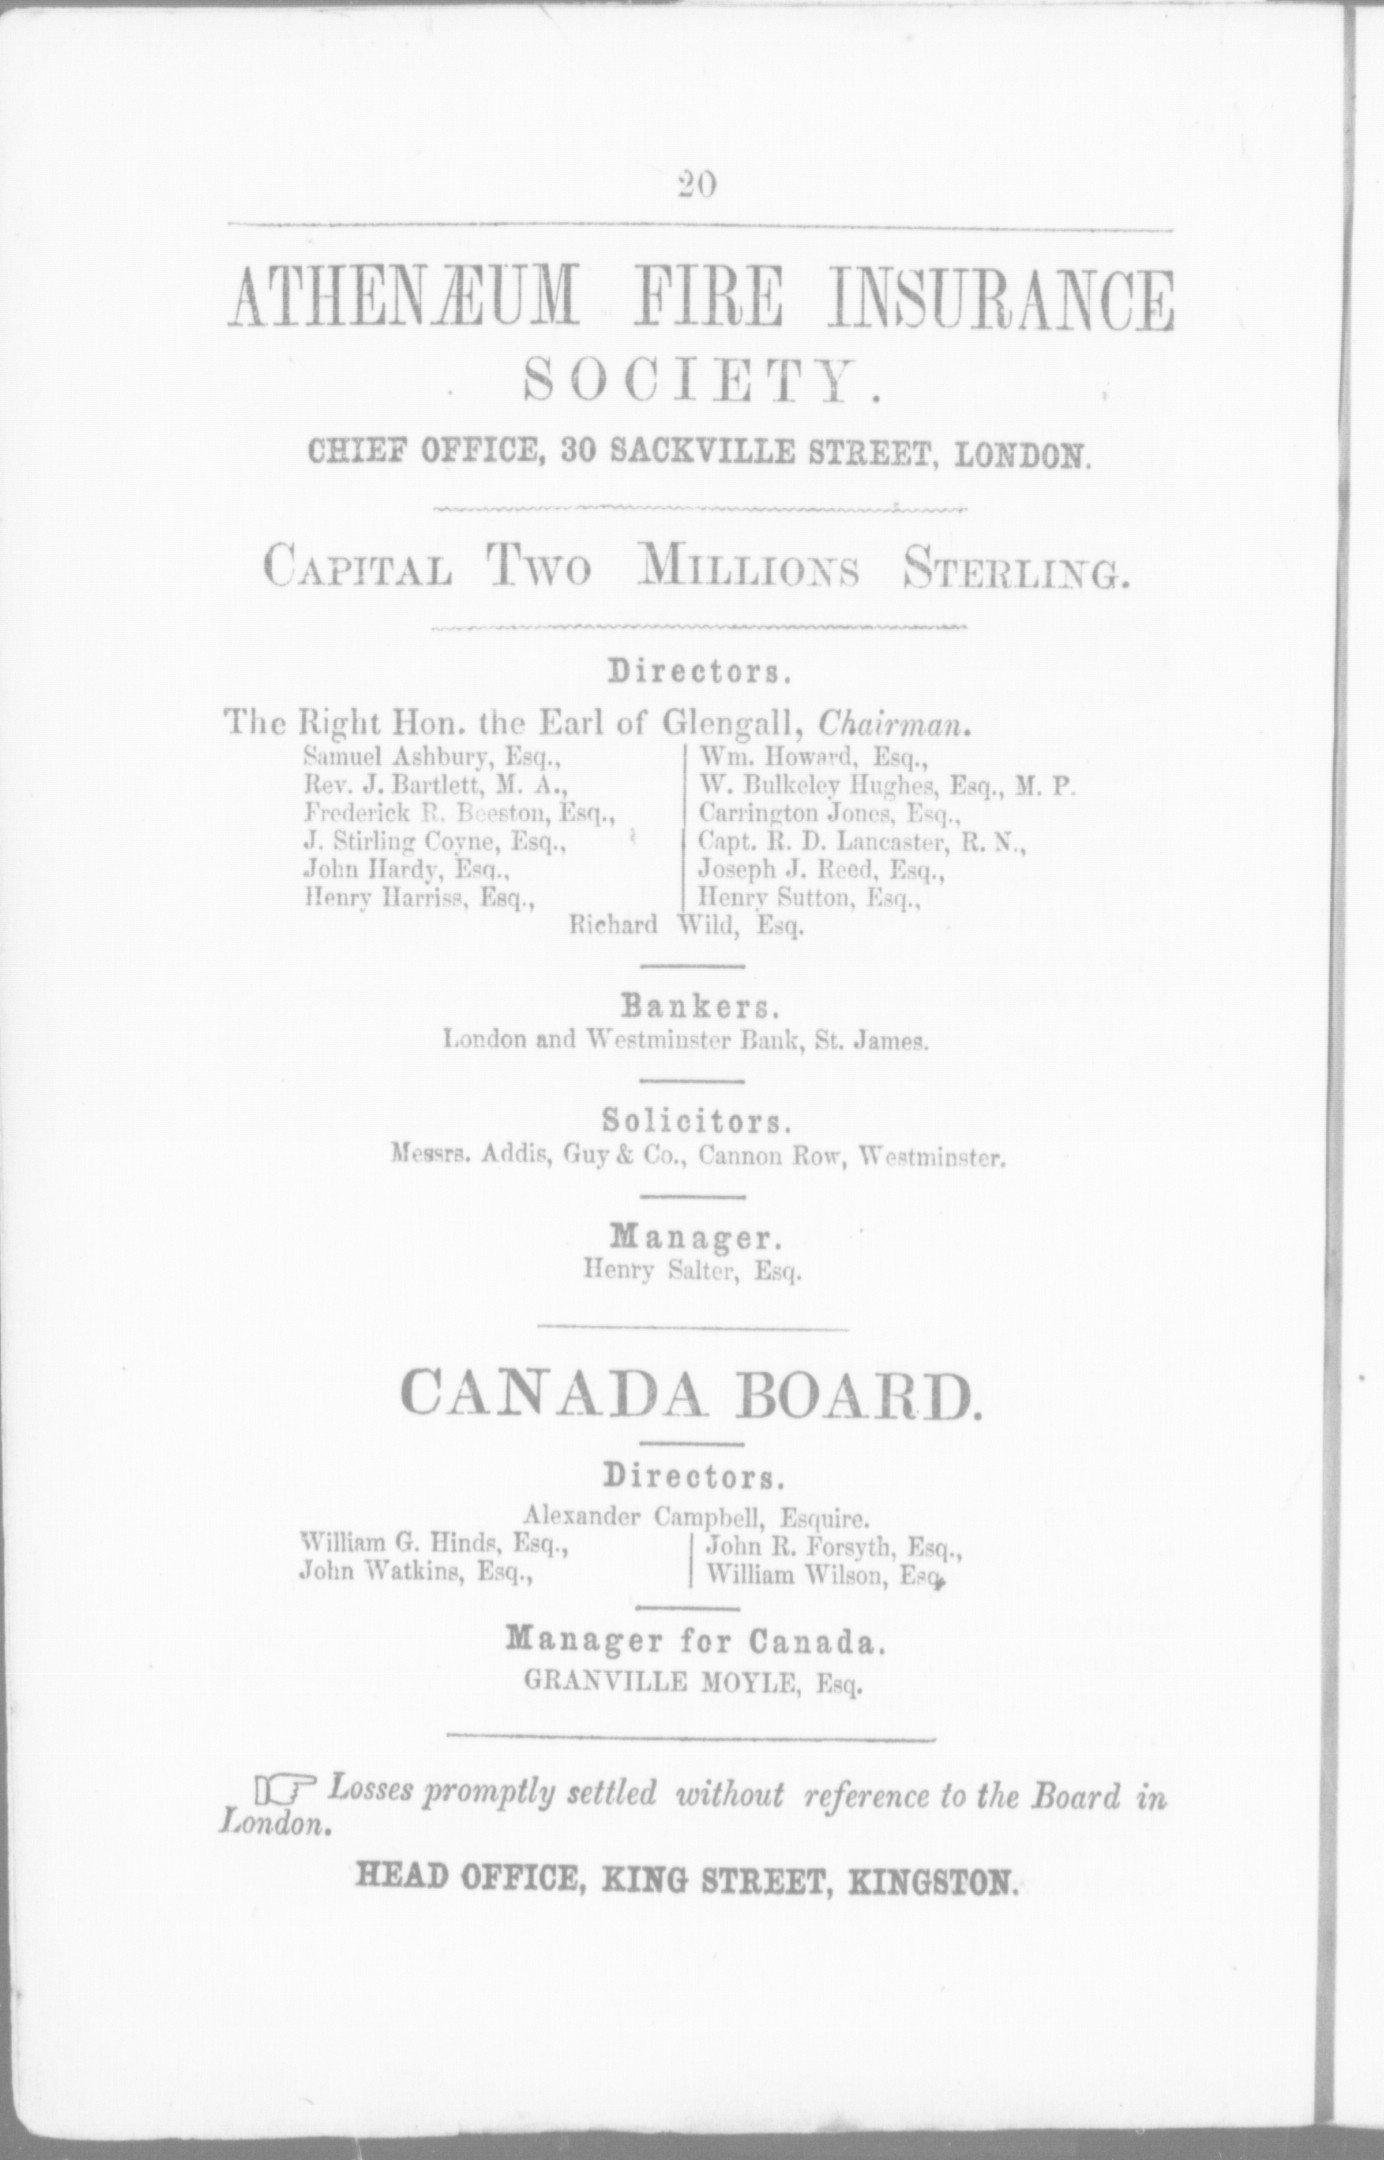 20
ATHENÆUM FIRE INSURANCE
SOCIETY.
CHIEF OFFICE, 30 SACKVILLE STREET, LONDON.
CAPITAL TWO MILLIONS STERLING.
Directors.
The Right Hon. the Earl of Glengall, Chairman.
Samuel Ashbury, Esq.,
Rev. J. Bartlett, M. A.,
Frederick R. Beeston, Esq.,
J. Stirling Coyne, Esq.,
John Hardy, Esq.,
Henry Harriss, Esq.,
Wm. Howard, Esq.,
W. Bulkeley Hughes, Esq., M. P.
Carrington Jones, Esq.,
Capt. R. D. Lancaster, R. N.,
Joseph J. Reed, Esq.,
Henry Sutton, Esq.,
Richard Wild, Esq.
Bankers.
London and Westminster Bank, St. James.
Solicitors.
Messrs. Addis, Guy & Co., Cannon Row, Westminster.
Manager.
Henry Salter, Esq.
CANADA BOARD.
Directors.
Alexander Campbell, Esquire.
William G. Hinds, Esq.,
John Watkins, Esq.,
John R. Forsyth, Esq.,
William Wilson, Esq.
Manager for Canada.
GRANVILLE MOYLE, Esq.
☞ Losses promptly settled without reference to the Board in
London.
HEAD OFFICE, KING STREET, KINGSTON.